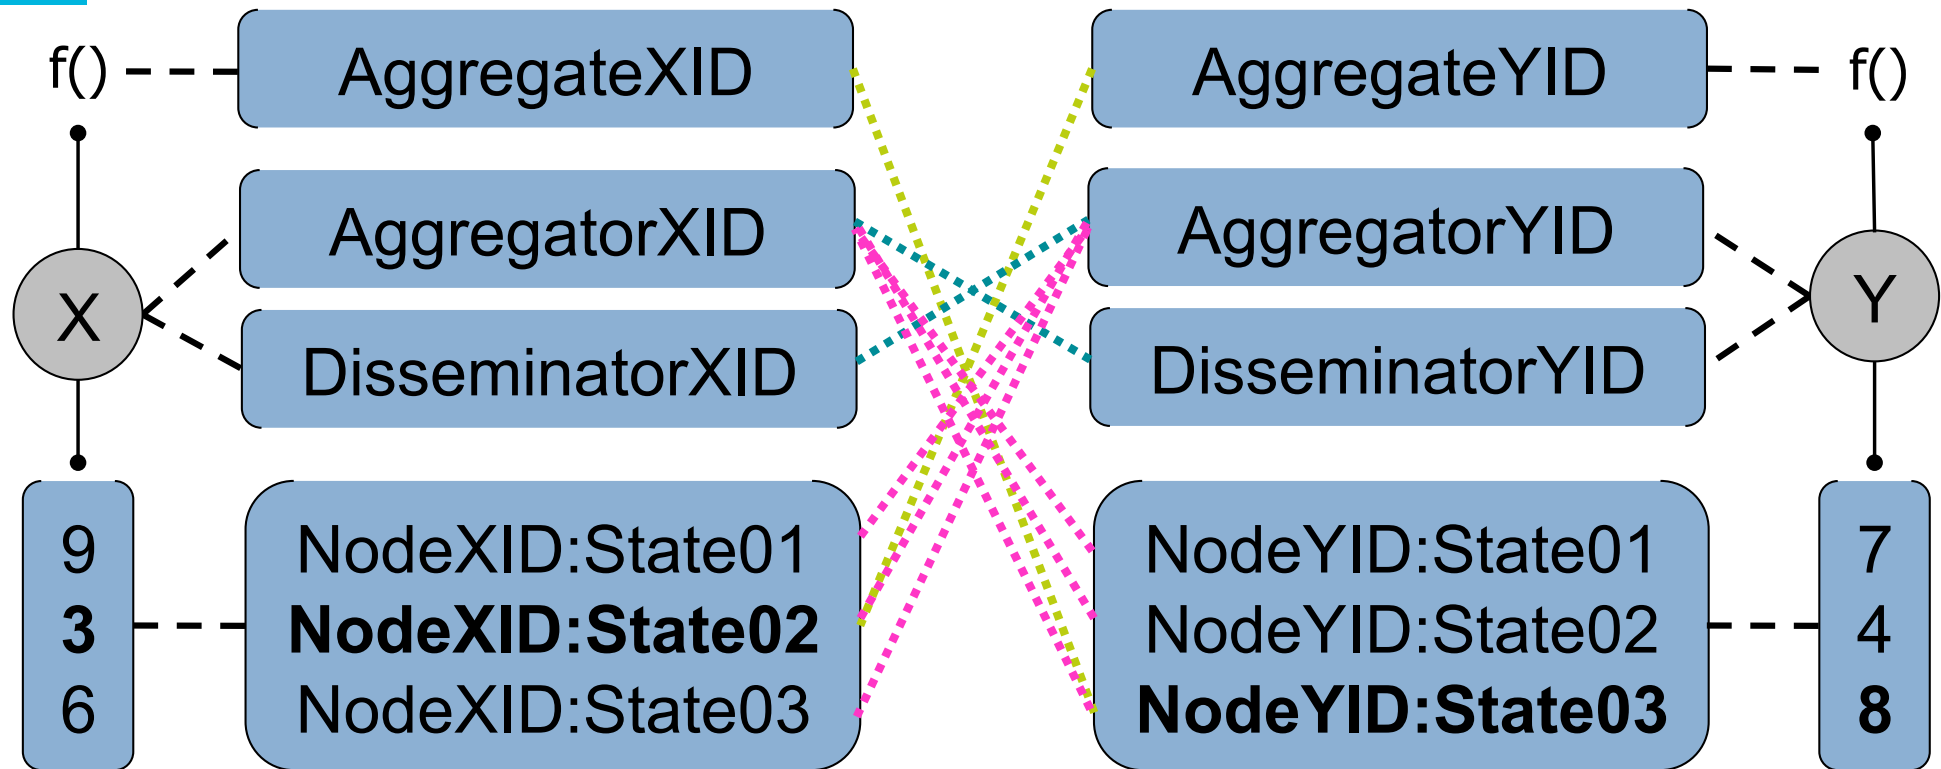 f()
AggregateXID
AggregateYID
f()
AggregatorXID
AggregatorYID
X
Y
DisseminatorXID
DisseminatorYID
9
NodeXID:State01
NodeYID:State01
7
3
NodeXID:State02
NodeYID:State02
4
6
NodeXID:State03
NodeYID:State03
8